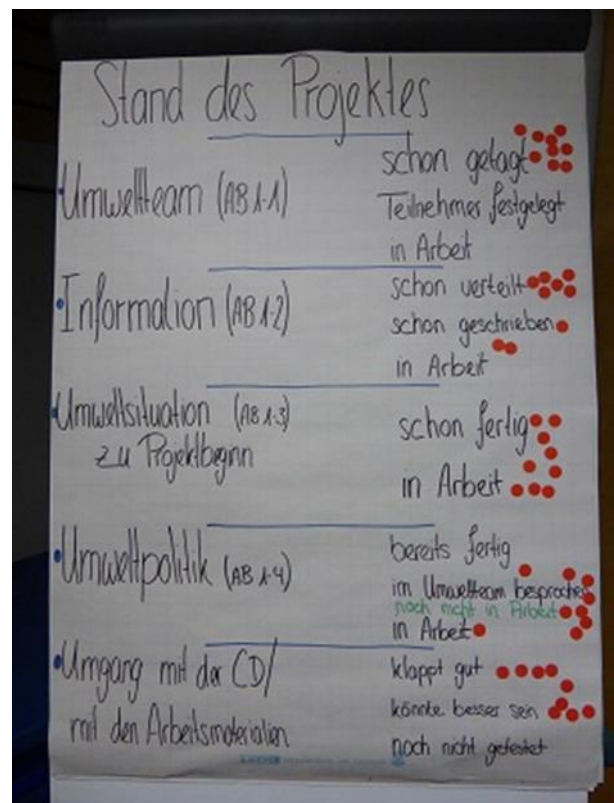 Stand des Projektes
Umweltteam (AB 1-1)
schon getagt
Teilnehmer festgelegt
in Arbeit
Information (AB 1-2)
schon verteilt
schon geschrieben
in Arbeit
Umweltsituation (AB 1-3)
zu Projektbeginn
schon fertig
in Arbeit
Umweltpolitik (AB 1-4)
bereits fertig
im Umweltteam besprochen
noch nicht in Arbeit
in Arbeit
Umgang mit der CD/
mit den Arbeitsmaterialien
klappt gut
könnte besser sein
noch nicht getestet